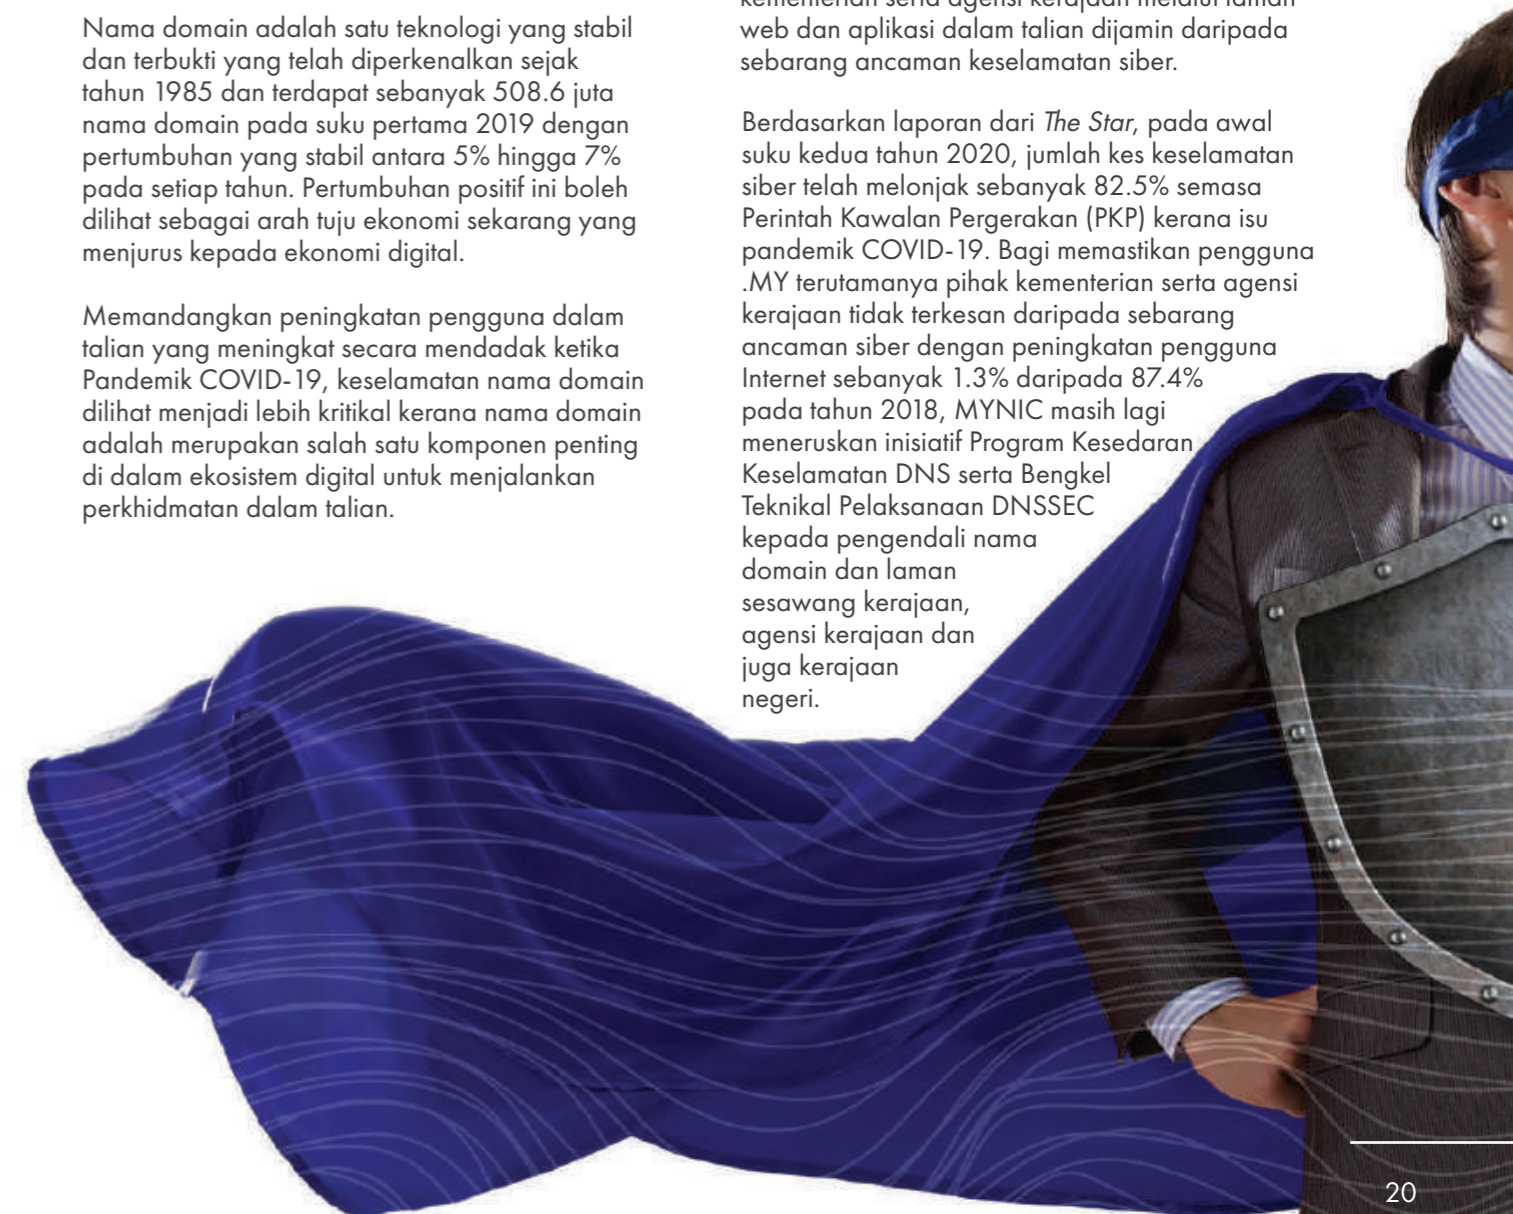 Nama domain adalah satu teknologi yang stabil
dan terbukti yang telah diperkenalkan sejak
tahun 1985 dan terdapat sebanyak 508.6 juta
nama domain pada suku pertama 2019 dengan
pertumbuhan yang stabil antara 5% hingga 7%
pada setiap tahun. Pertumbuhan positif ini boleh
dilihat sebagai arah tuju ekonomi sekarang yang
menjurus kepada ekonomi digital.
Memandangkan peningkatan pengguna dalam
talian yang meningkat secara mendadak ketika
Pandemik COVID-19, keselamatan nama domain
dilihat menjadi lebih kritikal kerana nama domain
adalah merupakan salah satu komponen penting
di dalam ekosistem digital untuk menjalankan
perkhidmatan dalam talian.
kementerian serta agensi kerajaan melalui laman
web dan aplikasi dalam talian dijamin daripada
sebarang ancaman keselamatan siber.
Berdasarkan laporan dari The Star, pada awal
suku kedua tahun 2020, jumlah kes keselamatan
siber telah melonjak sebanyak 82.5% semasa
Perintah Kawalan Pergerakan (PKP) kerana isu
pandemik COVID-19. Bagi memastikan pengguna
.MY terutamanya pihak kementerian serta agensi
kerajaan tidak terkesan daripada sebarang
ancaman siber dengan peningkatan pengguna
Internet sebanyak 1.3% daripada 87.4%
pada tahun 2018, MYNIC masih lagi
meneruskan inisiatif Program Kesedaran
Keselamatan DNS serta Bengkel
Teknikal Pelaksanaan DNSSEC
kepada pengendali nama
domain dan laman
sesawang kerajaan,
agensi kerajaan dan
juga kerajaan
negeri.
20